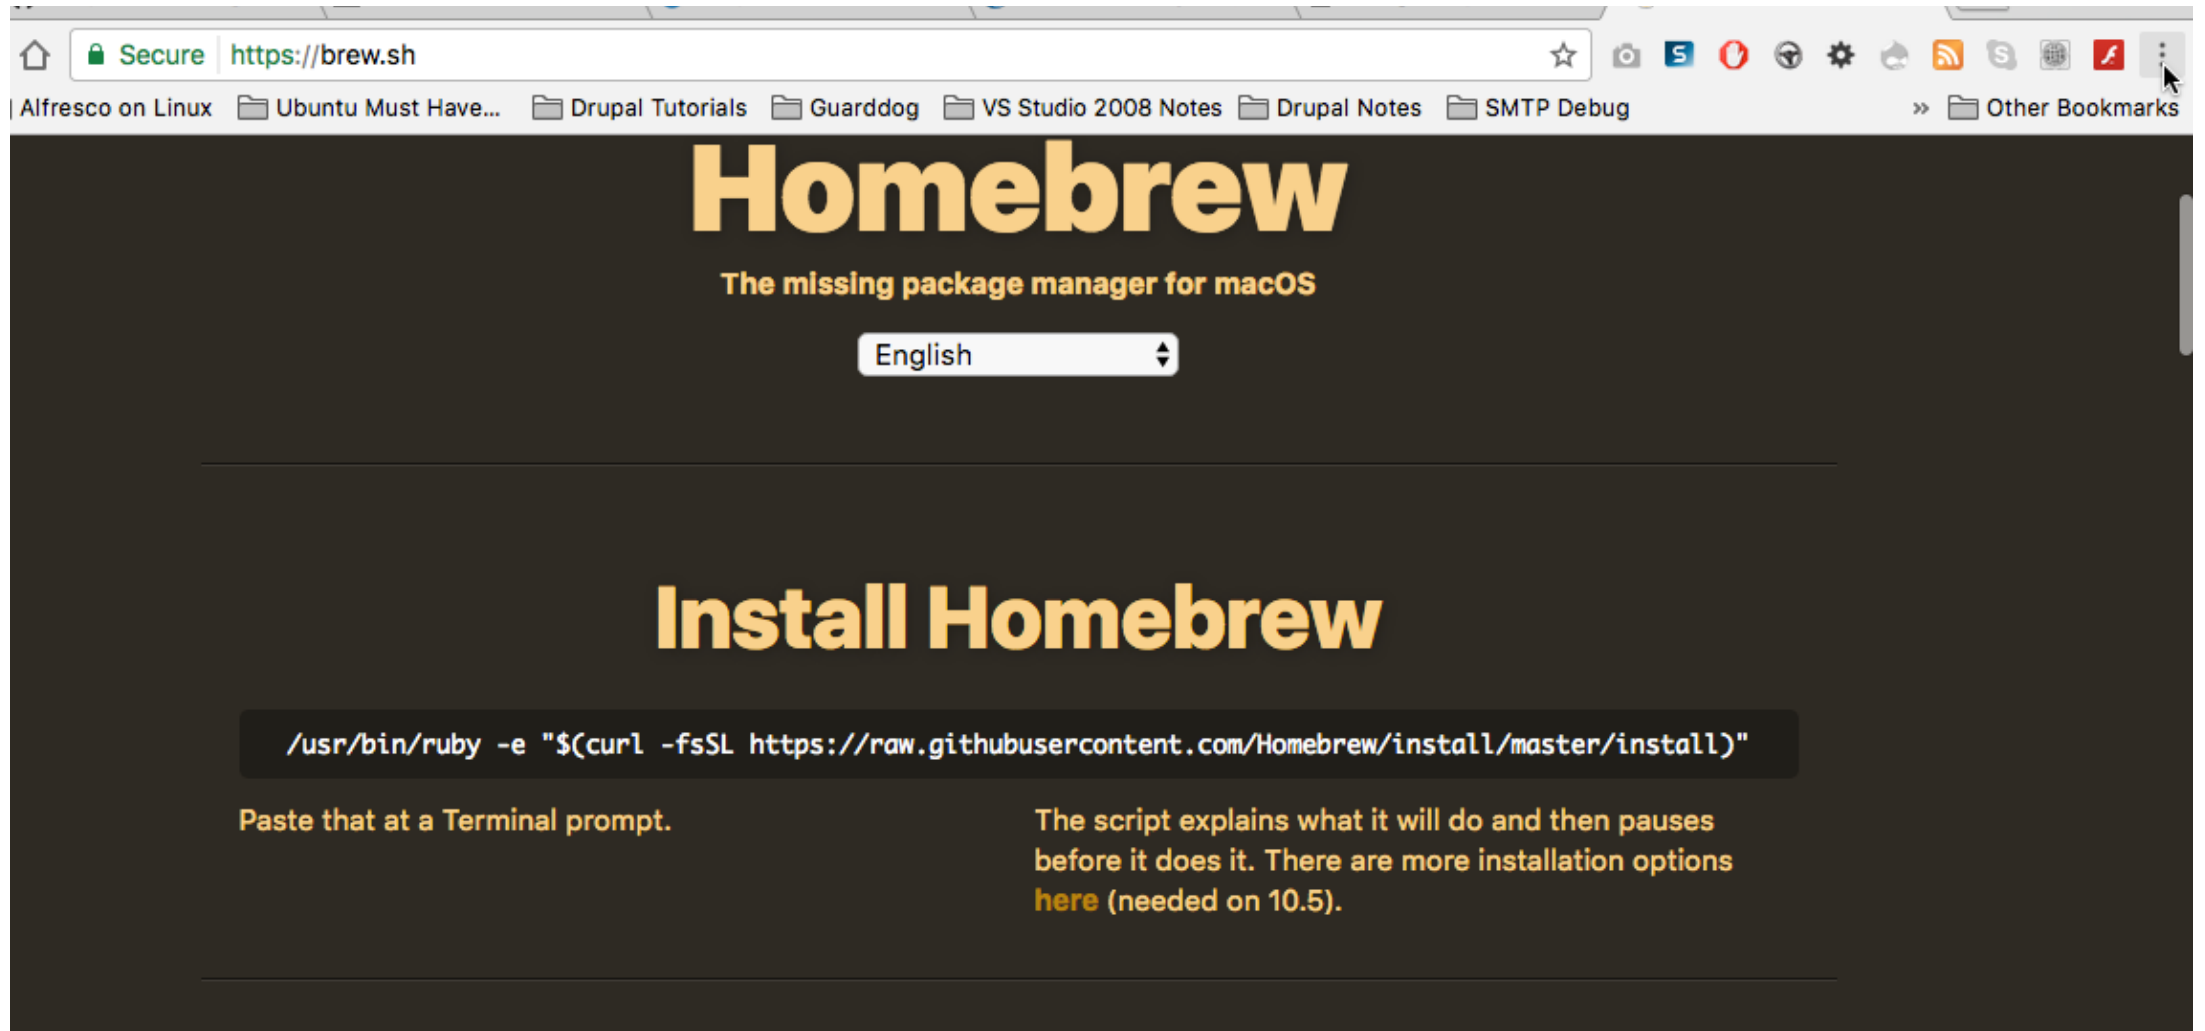 Secure https://brew.sh
Alfresco on Linux Ubuntu Must Have... Drupal Tutorials Guarddog VS Studio 2008 Notes Drupal Notes SMTP Debug » Other Bookmarks
Homebrew
The missing package manager for macOS
English
Install Homebrew
/usr/bin/ruby -e "$(curl -fsSL https://raw.githubusercontent.com/Homebrew/install/master/install)"
Paste that at a Terminal prompt.
The script explains what it will do and then pauses
before it does it. There are more installation options
here (needed on 10.5).